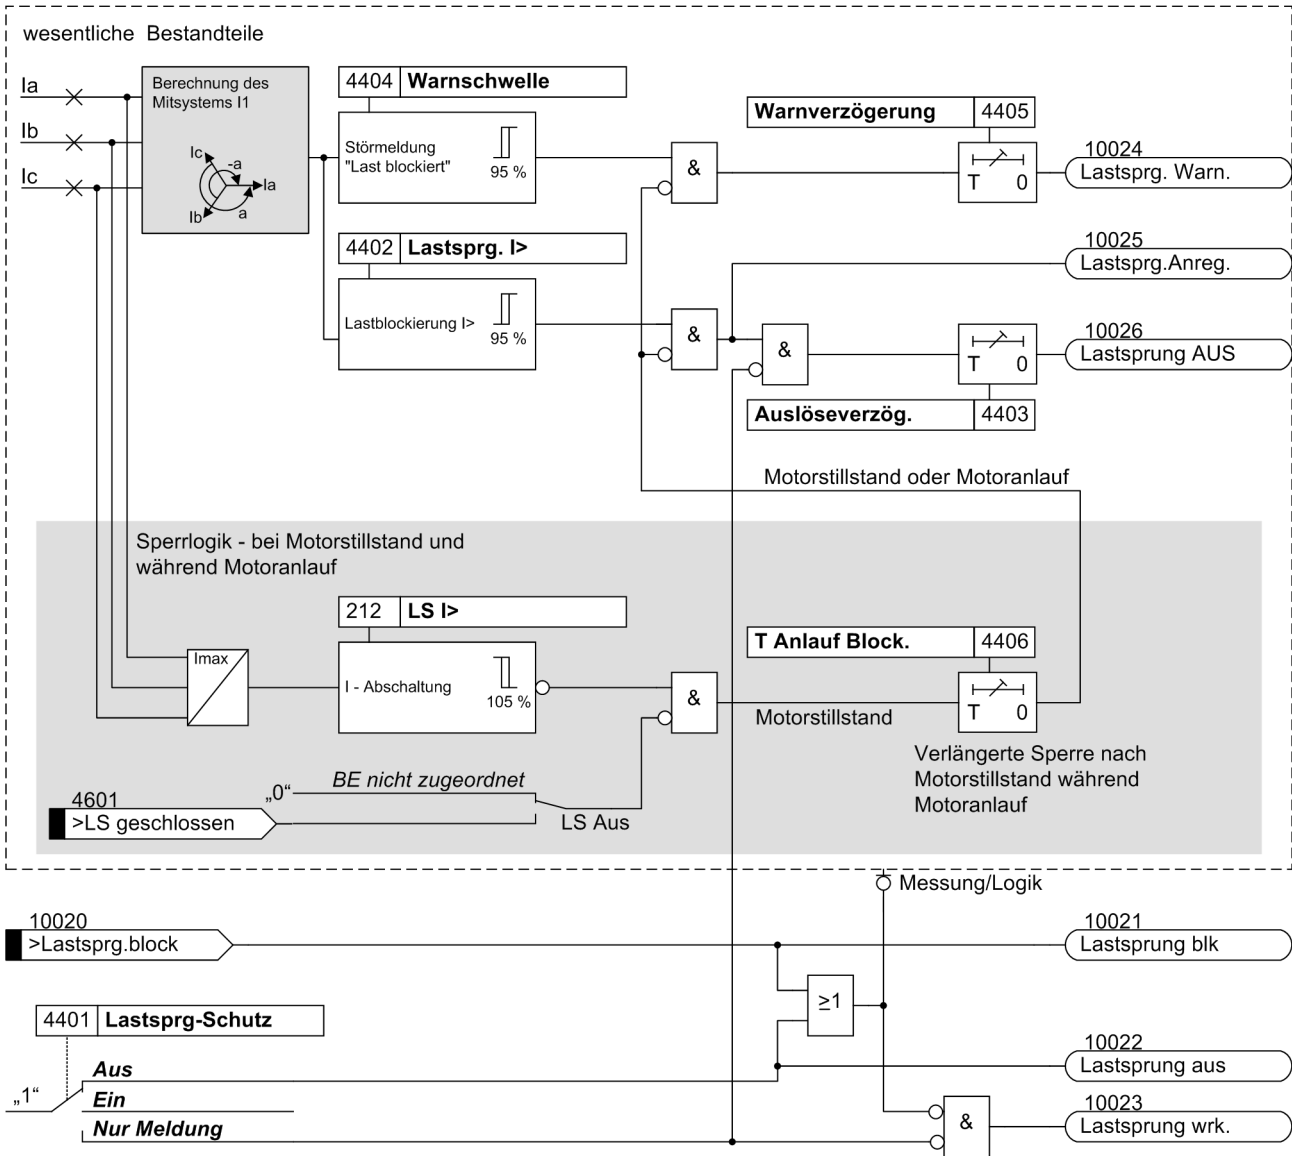 wesentliche Bestandteile
Ia
Ib
Ic
Berechnung des
Mitsystems I1
Ic
-a
Ia
Ib
a
4404 Warnschwelle
Störmeldung
"Last blockiert"
95 %
&
Warnverzögerung 4405
T 0
10024
Lastsprg. Warn.
4402 Lastsprg. I>
Lastblockierung I>
95 %
&
&
10025
Lastsprg.Anreg.
T 0
10026
Lastsprung AUS
Auslöseverzög. 4403
Motorstillstand oder Motoranlauf
Sperrlogik - bei Motorstillstand und
während Motoranlauf
212 LS I>
Imax
I - Abschaltung
105 %
&
Motorstillstand
T Anlauf Block. 4406
T 0
Verlängerte Sperre nach
Motorstillstand während
Motoranlauf
„0“
BE nicht zugeordnet
4601
>LS geschlossen
LS Aus
Messung/Logik
10020
>Lastsprg.block
10021
Lastsprung blk
≥1
4401 Lastsprg-Schutz
„1“
Aus
Ein
Nur Meldung
10022
Lastsprung aus
&
10023
Lastsprung wrk.